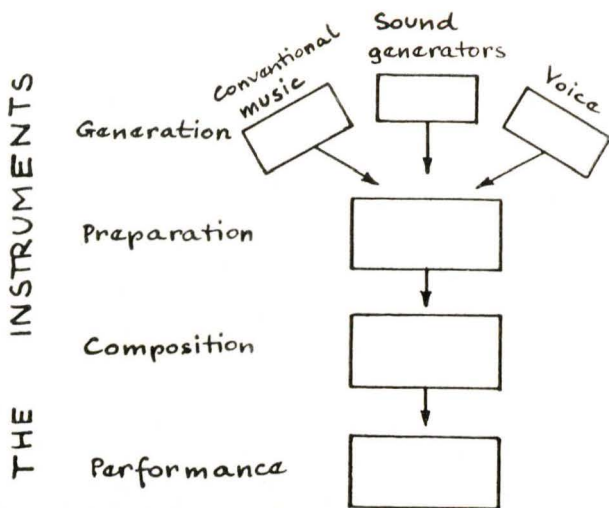 THE INSTRUMENTS
Conventional
music
Sound
generators
Voice
Generation
Preparation
Composition
Performance